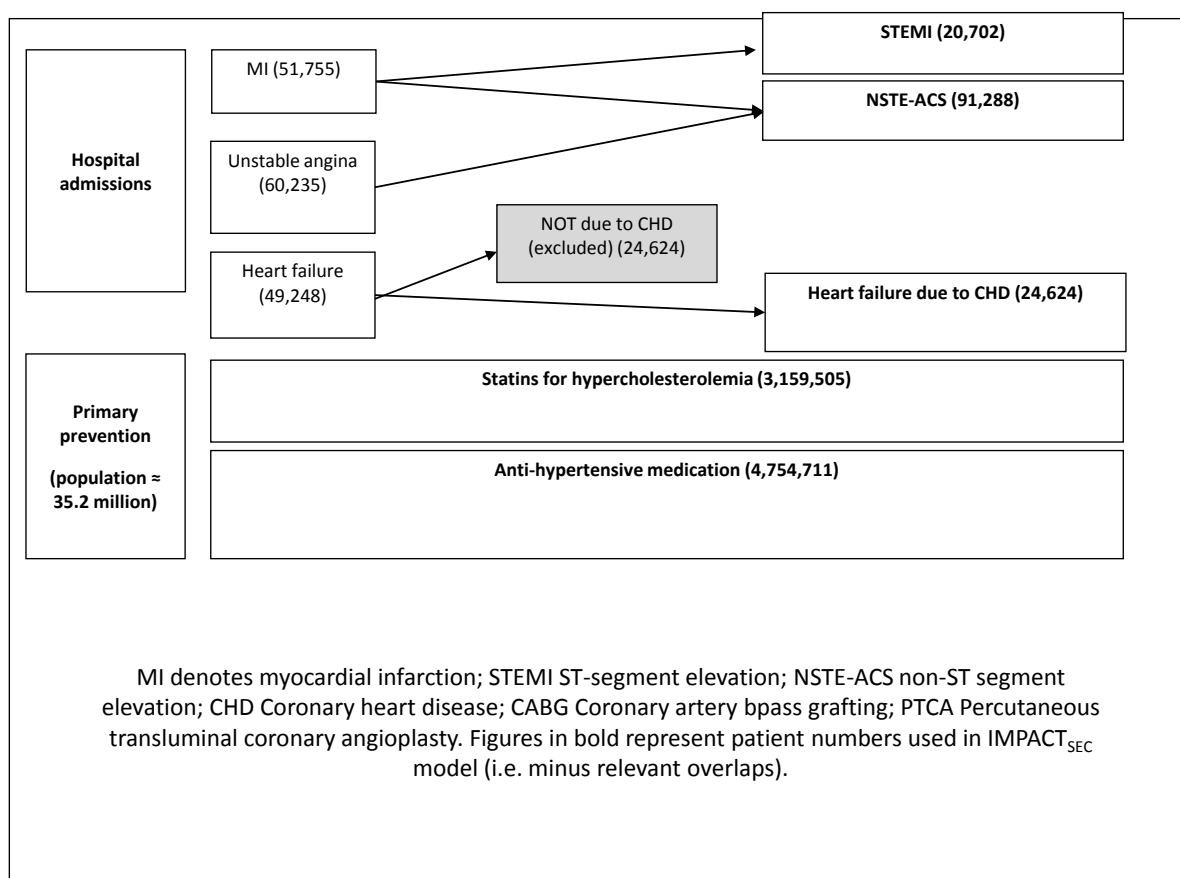 Hospital
admissions
MI (51,755)
Unstable angina
(60,235)
Heart failure
(49,248)
NOT due to CHD
(excluded) (24,624)
STEMI (20,702)
NSTE-ACS (91,288)
Heart failure due to CHD (24,624)
Primary
prevention
(population ≈
35.2 million)
Statins for hypercholesterolemia (3,159,505)
Anti-hypertensive medication (4,754,711)
MI denotes myocardial infarction; STEMI ST-segment elevation; NSTE-ACS non-ST segment
elevation; CHD Coronary heart disease; CABG Coronary artery bpass grafting; PTCA Percutaneous
transluminal coronary angioplasty. Figures in bold represent patient numbers used in IMPACTSEC
model (i.e. minus relevant overlaps).